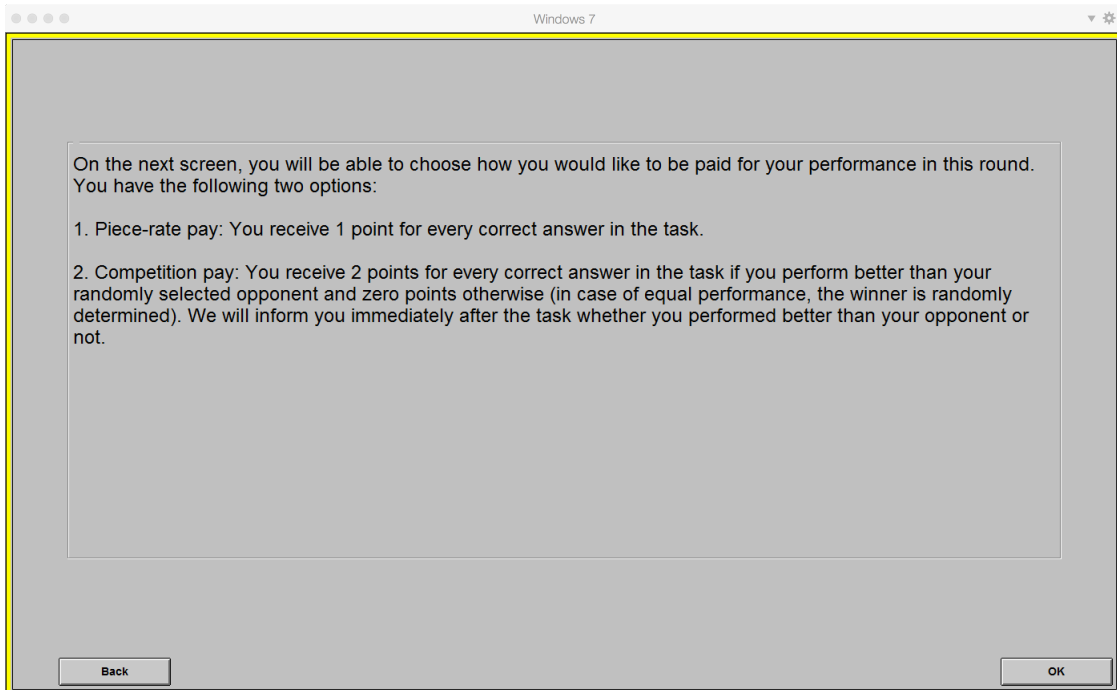 Windows 7
On the next screen, you will be able to choose how you would like to be paid for your performance in this round.
You have the following two options:
1. Piece-rate pay: You receive 1 point for every correct answer in the task.
2. Competition pay: You receive 2 points for every correct answer in the task if you perform better than your
randomly selected opponent and zero points otherwise (in case of equal performance, the winner is randomly
determined). We will inform you immediately after the task whether you performed better than your opponent or
not.
Back
OK